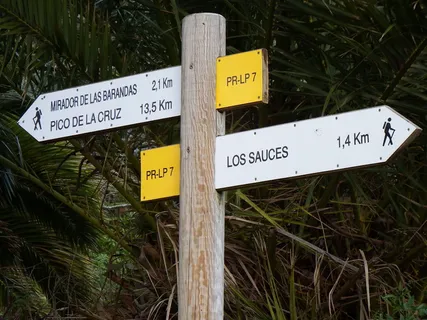 MIRADOR DE LAS BARANDAS 2,1 Km
PICO DE LA CRUZ 13,5 Km
PR-LP 7
PR-LP 7
LOS SAUCES 1,4 Km